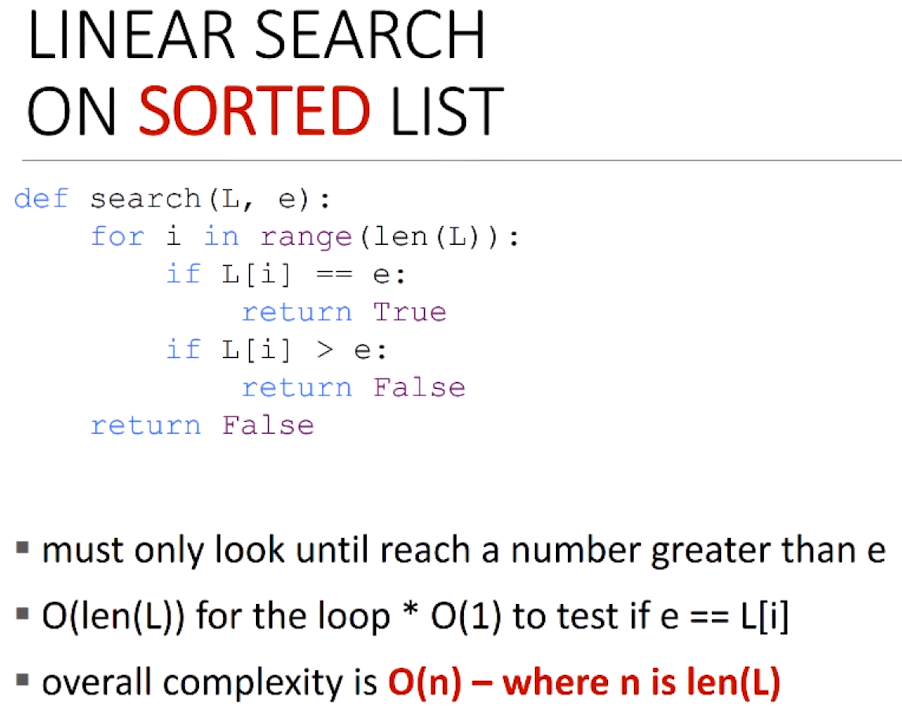 LINEAR SEARCH
ON SORTED LIST
def search(L, e):
    for i in range(len(L)):
        if L[i] == e:
            return True
        if L[i] > e:
            return False
    return False
▪ must only look until reach a number greater than e
▪ O(len(L)) for the loop * O(1) to test if e == L[i]
▪ overall complexity is O(n) – where n is len(L)